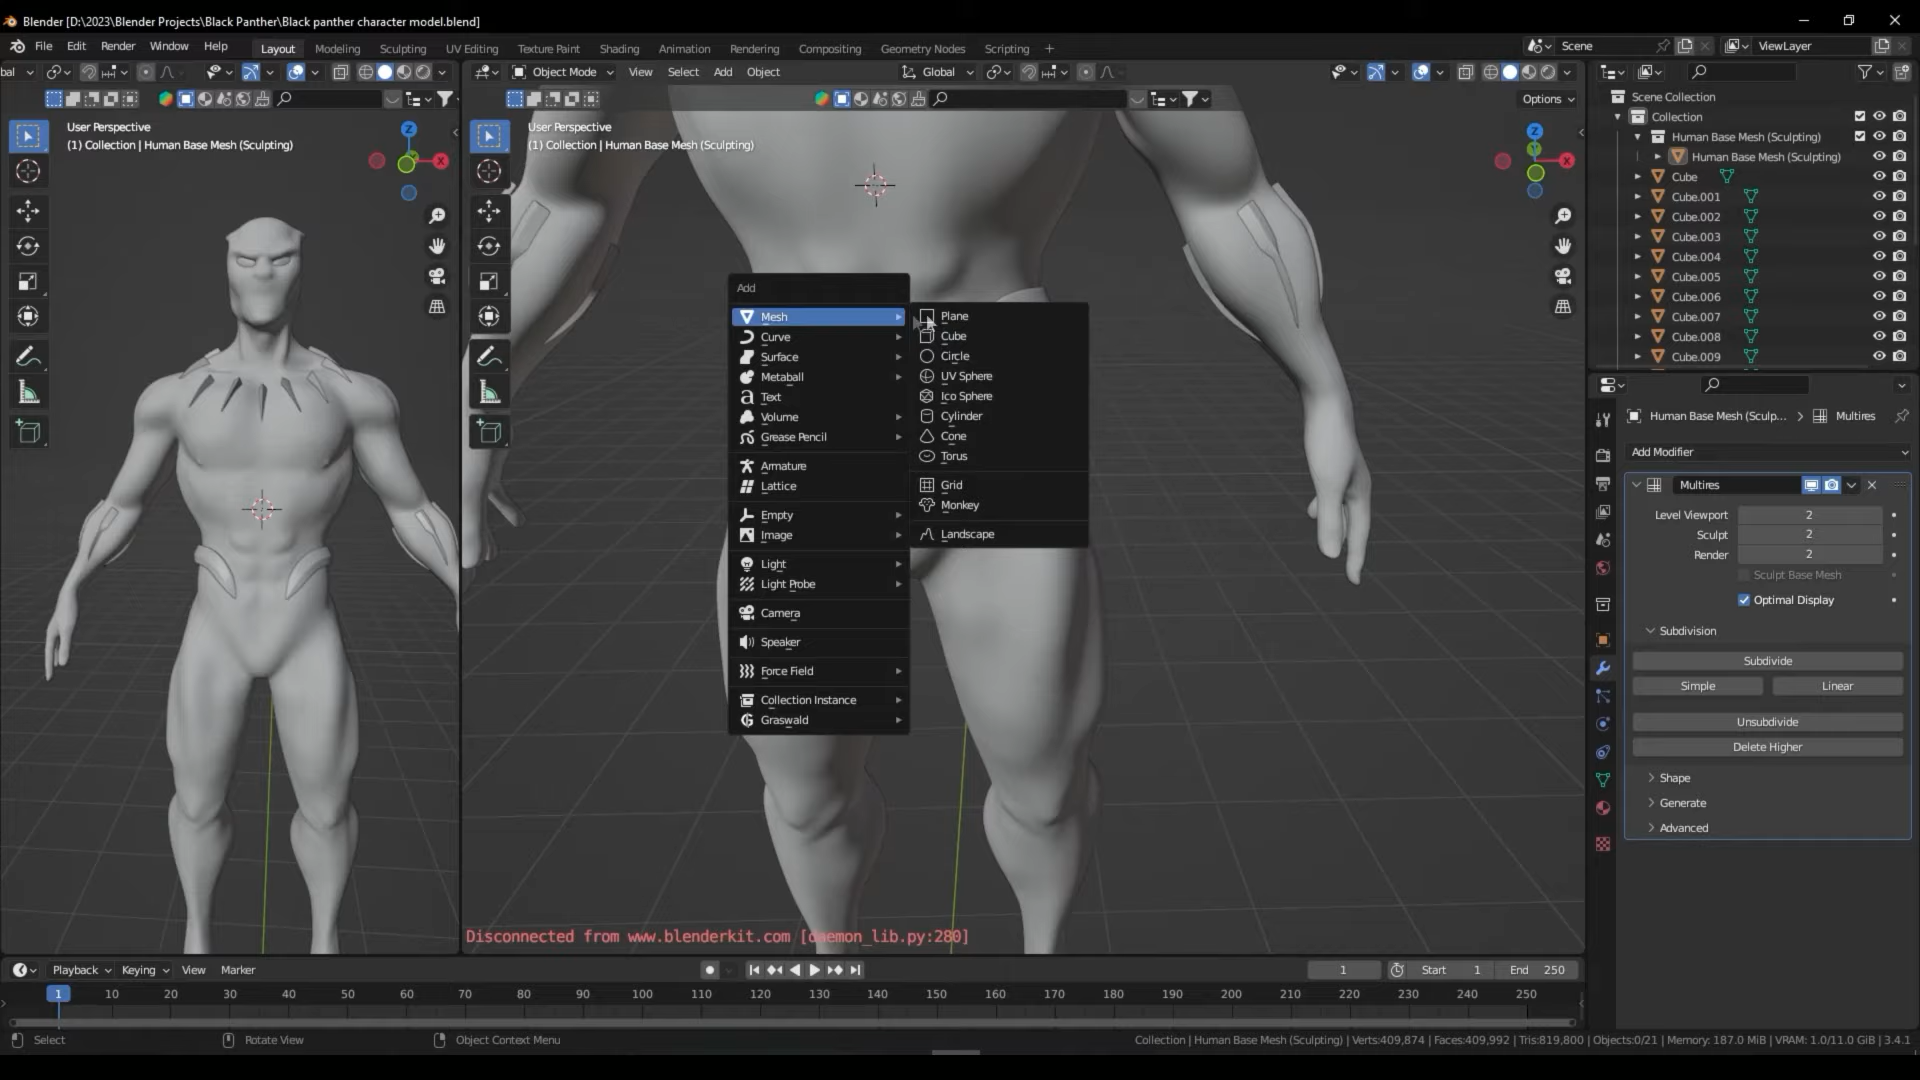 Blender [D:\2023\Blender Projects\Black Panther\Black panther character model.blend]
File Edit Render Window Help Layout Modeling Sculpting UV Editing Texture Paint Shading Animation Rendering Compositing Geometry Nodes Scripting + Scene ViewLayer
bal Object Mode View Select Add Object Global
Options
User Perspective
(1) Collection | Human Base Mesh (Sculpting)
Z
X
User Perspective
(1) Collection | Human Base Mesh (Sculpting)
Z
X
Add
Mesh
Curve
Surface
Metaball
Text
Volume
Grease Pencil
Armature
Lattice
Empty
Image
Light
Light Probe
Camera
Speaker
Force Field
Collection Instance
Graswald
Plane
Cube
Circle
UV Sphere
Ico Sphere
Cylinder
Cone
Torus
Grid
Monkey
Landscape
Scene Collection
Collection
Human Base Mesh (Sculpting)
Human Base Mesh (Sculpting)
Cube
Cube.001
Cube.002
Cube.003
Cube.004
Cube.005
Cube.006
Cube.007
Cube.008
Cube.009
Human Base Mesh (Sculp... > Multires
Add Modifier
Multires
Level Viewport 2
Sculpt 2
Render 2
Sculpt Base Mesh
Optimal Display
Subdivision
Subdivide
Simple Linear
Unsubdivide
Delete Higher
Shape
Generate
Advanced
Disconnected from www.blenderkit.com [daemon_lib.py:280]
Playback Keying View Marker 1 Start 1 End 250
1 10 20 30 40 50 60 70 80 90 100 110 120 130 140 150 160 170 180 190 200 210 220 230 240 250
Select Rotate View Object Context Menu Collection | Human Base Mesh (Sculpting) | Verts:409,874 | Faces:409,992 | Tris:819,800 | Objects:0/21 | Memory: 187.0 MiB | VRAM: 1.0/11.0 GiB | 3.4.1